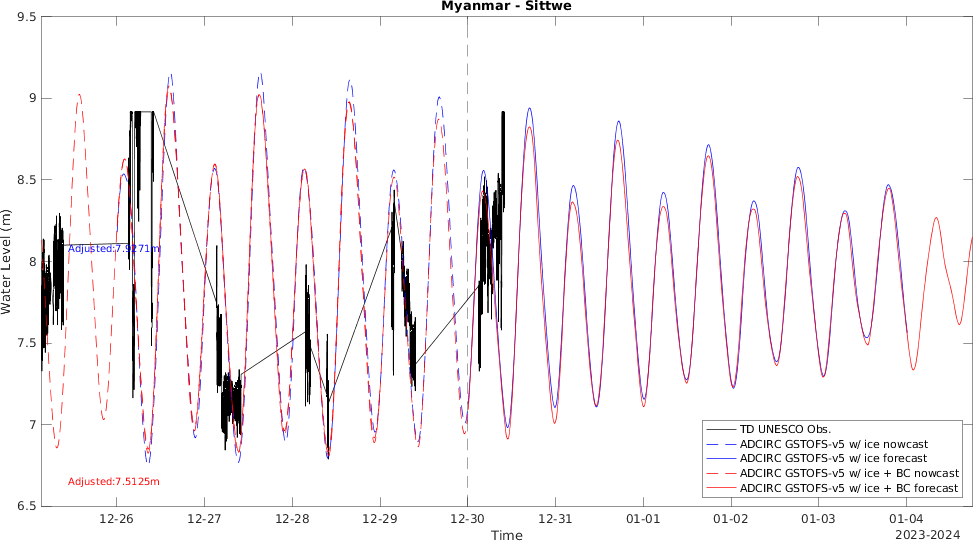 Myanmar - Sittwe
9.5
9
8.5
8
7.5
7
6.5
Water Level (m)
Adjusted:7.9271m
Adjusted:7.5125m
TD UNESCO Obs.
ADCIRC GSTOFS-v5 w/ ice nowcast
ADCIRC GSTOFS-v5 w/ ice forecast
ADCIRC GSTOFS-v5 w/ ice + BC nowcast
ADCIRC GSTOFS-v5 w/ ice + BC forecast
12-26 12-27 12-28 12-29 12-30 12-31 01-01 01-02 01-03 01-04
Time
2023-2024